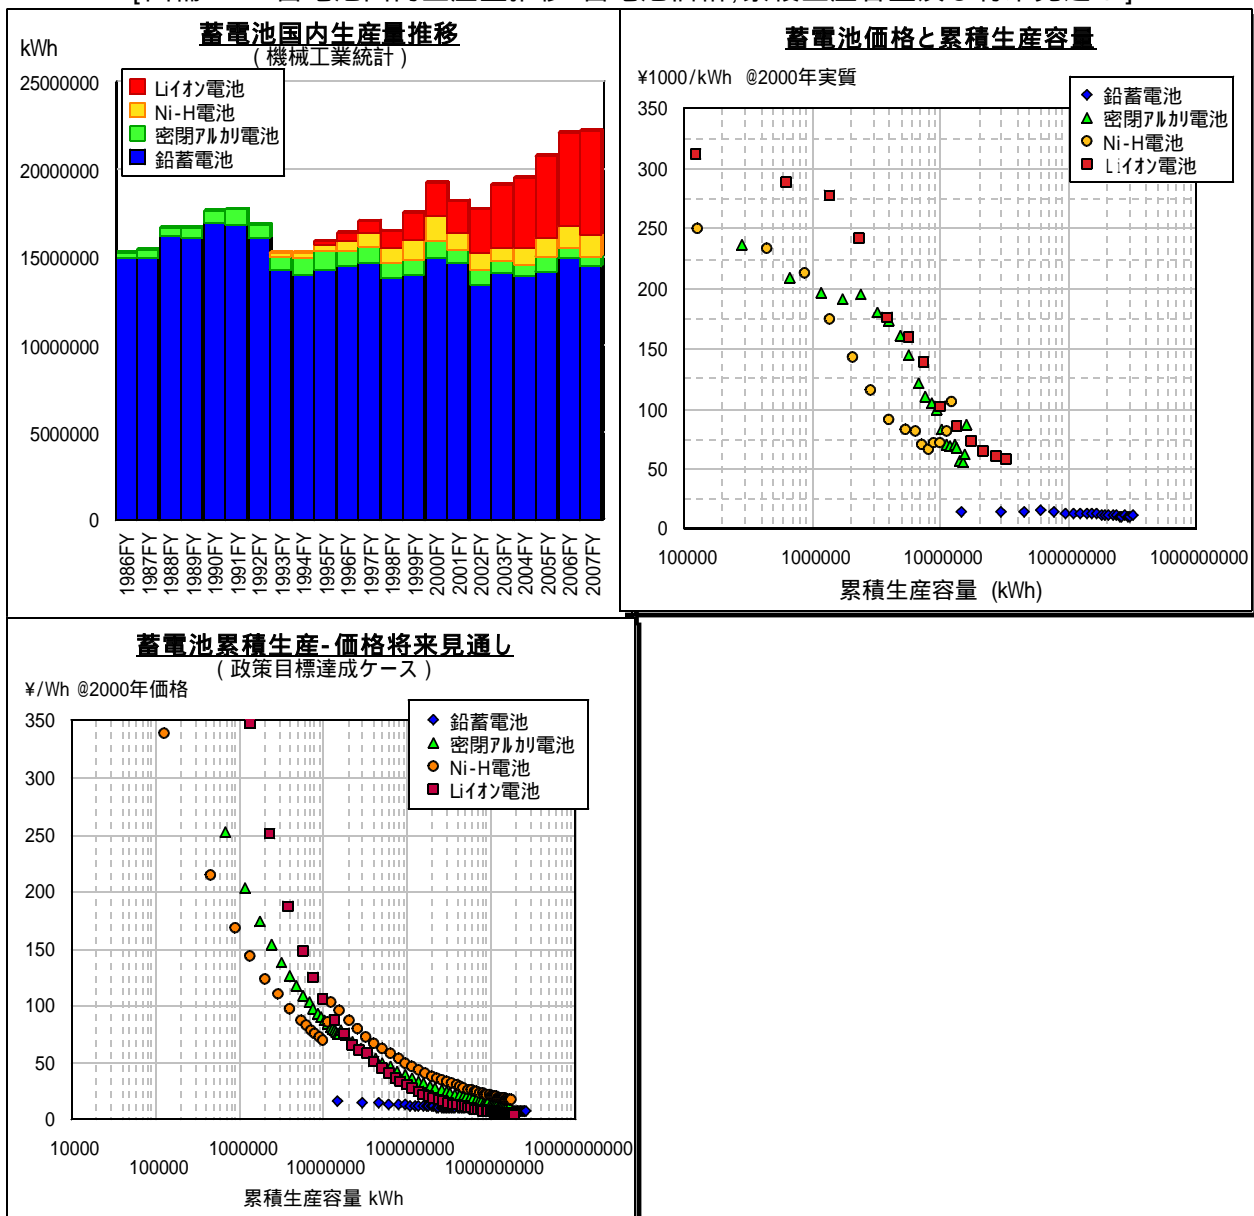 蓄電池国内生産量推移
(機械工業統計)
kWh
25000000
20000000
15000000
10000000
5000000
0
Liイオン電池
Ni-H電池
密閉アルカリ電池
鉛蓄電池
1986FY
1987FY
1988FY
1989FY
1990FY
1991FY
1992FY
1993FY
1994FY
1995FY
1996FY
1997FY
1998FY
1999FY
2000FY
2001FY
2002FY
2003FY
2004FY
2005FY
2006FY
2007FY
蓄電池価格と累積生産容量
¥1000/kWh @2000年実質
350
300
250
200
150
100
50
0
鉛蓄電池
密閉アルカリ電池
Ni-H電池
Liイオン電池
100000
1000000
10000000
100000000
1000000000
累積生産容量 (kWh)
蓄電池累積生産-価格将来見通し
(政策目標達成ケース)
¥/Wh @2000年価格
350
300
250
200
150
100
50
0
鉛蓄電池
密閉アルカリ電池
Ni-H電池
Liイオン電池
10000
1000000
10000000
100000000
1000000000
10000000000
100000
累積生産容量 kWh